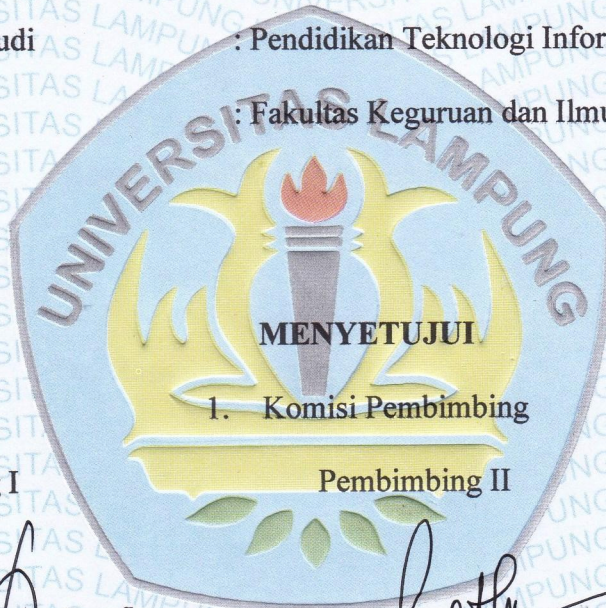 udi : Pendidikan Teknologi Infor
: Fakultas Keguruan dan Ilmu
UNIVERSITAS LAMPUNG
MENYETUJUI
1. Komisi Pembimbing
I Pembimbing II